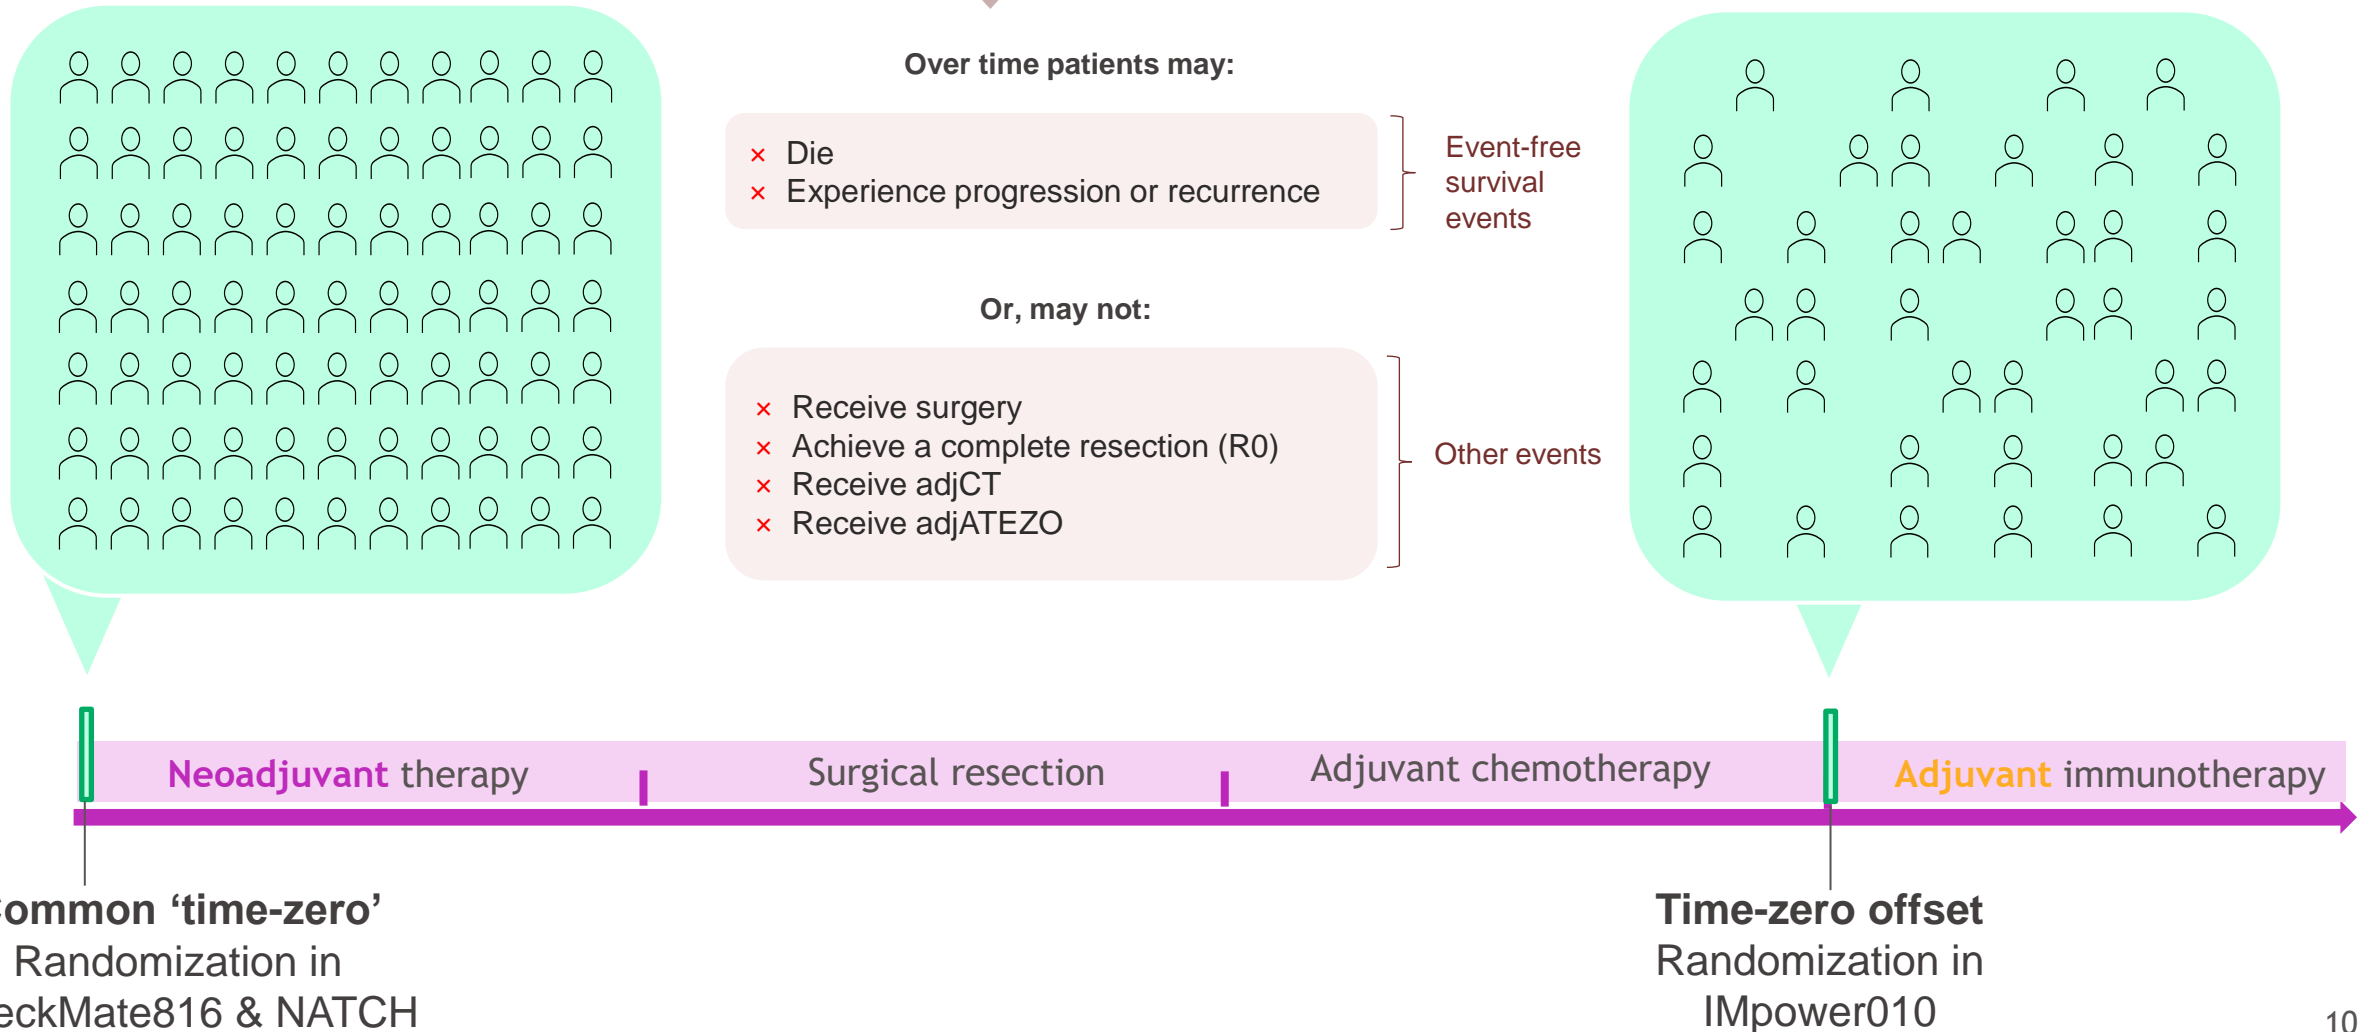 Over time patients may:
× Die
× Experience progression or recurrence
Event-free
survival
events
Or, may not:
× Receive surgery
× Achieve a complete resection (R0)
× Receive adjCT
× Receive adjATEZO
Other events
Neoadjuvant therapy
Surgical resection
Adjuvant chemotherapy
Adjuvant immunotherapy
ommon ‘time-zero’
Randomization in
eckMate816 & NATCH
Time-zero offset
Randomization in
IMpower010
10